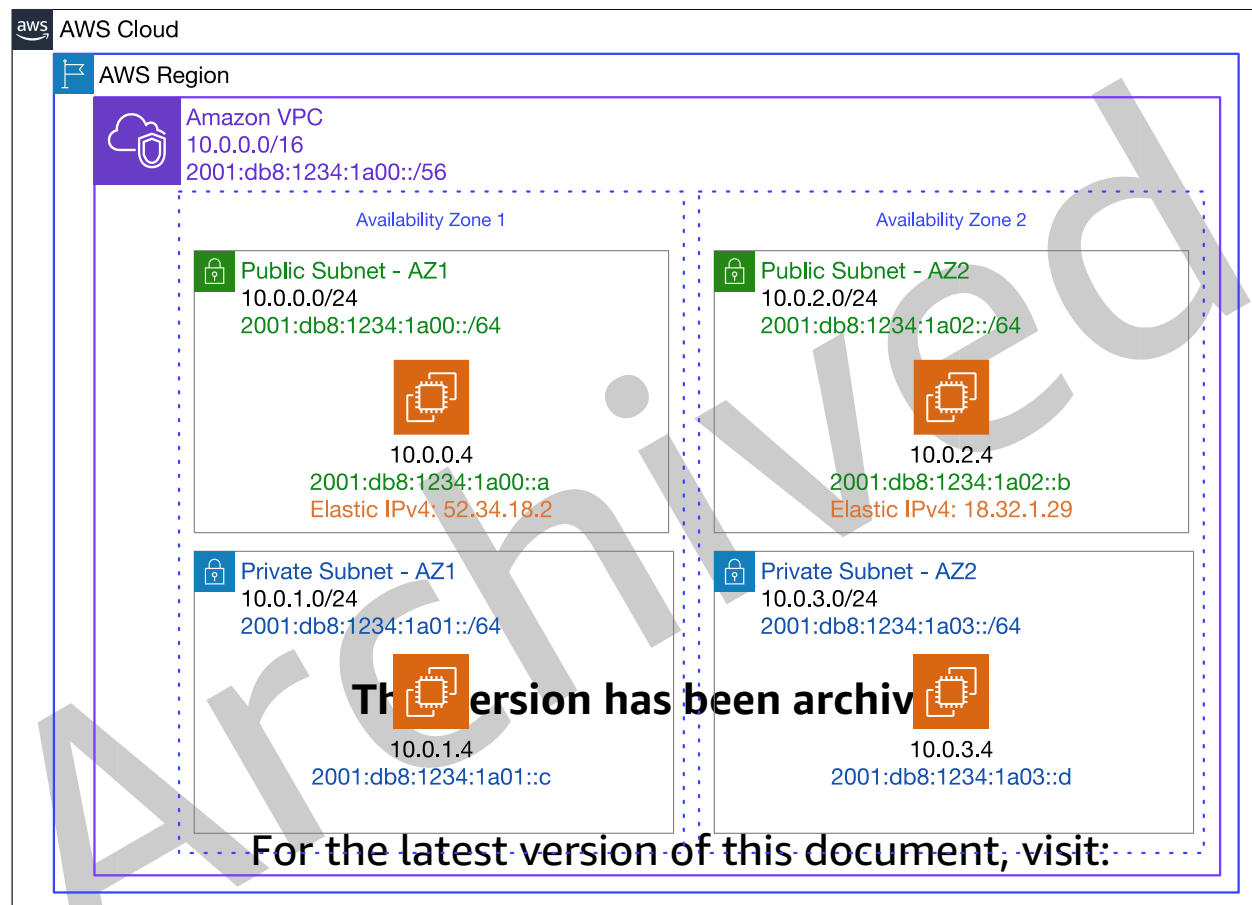 aws AWS Cloud
AWS Region
Amazon VPC
10.0.0.0/16
2001:db8:1234:1a00::/56
Availability Zone 1
Public Subnet - AZ1
10.0.0.0/24
2001:db8:1234:1a00::/64
10.0.0.4
2001:db8:1234:1a00::a
Elastic IPv4: 52.34.18.2
Private Subnet - AZ1
10.0.1.0/24
2001:db8:1234:1a01::/64
10.0.1.4
2001:db8:1234:1a01::c
Availability Zone 2
Public Subnet - AZ2
10.0.2.0/24
2001:db8:1234:1a02::/64
10.0.2.4
2001:db8:1234:1a02::b
Elastic IPv4: 18.32.1.29
Private Subnet - AZ2
10.0.3.0/24
2001:db8:1234:1a03::/64
10.0.3.4
2001:db8:1234:1a03::d
has been
For the latest version of this document, visit:
Archived